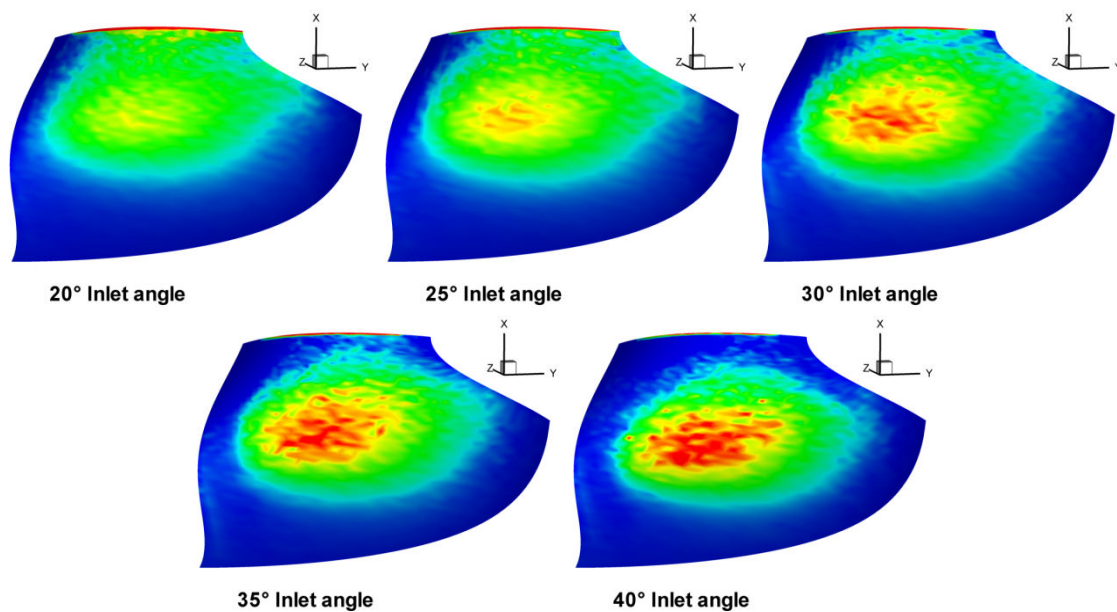 X
Z
Y
X
Z
Y
X
Z
Y
20° Inlet angle
25° Inlet angle
30° Inlet angle
X
Z
Y
X
Z
Y
35° Inlet angle
40° Inlet angle